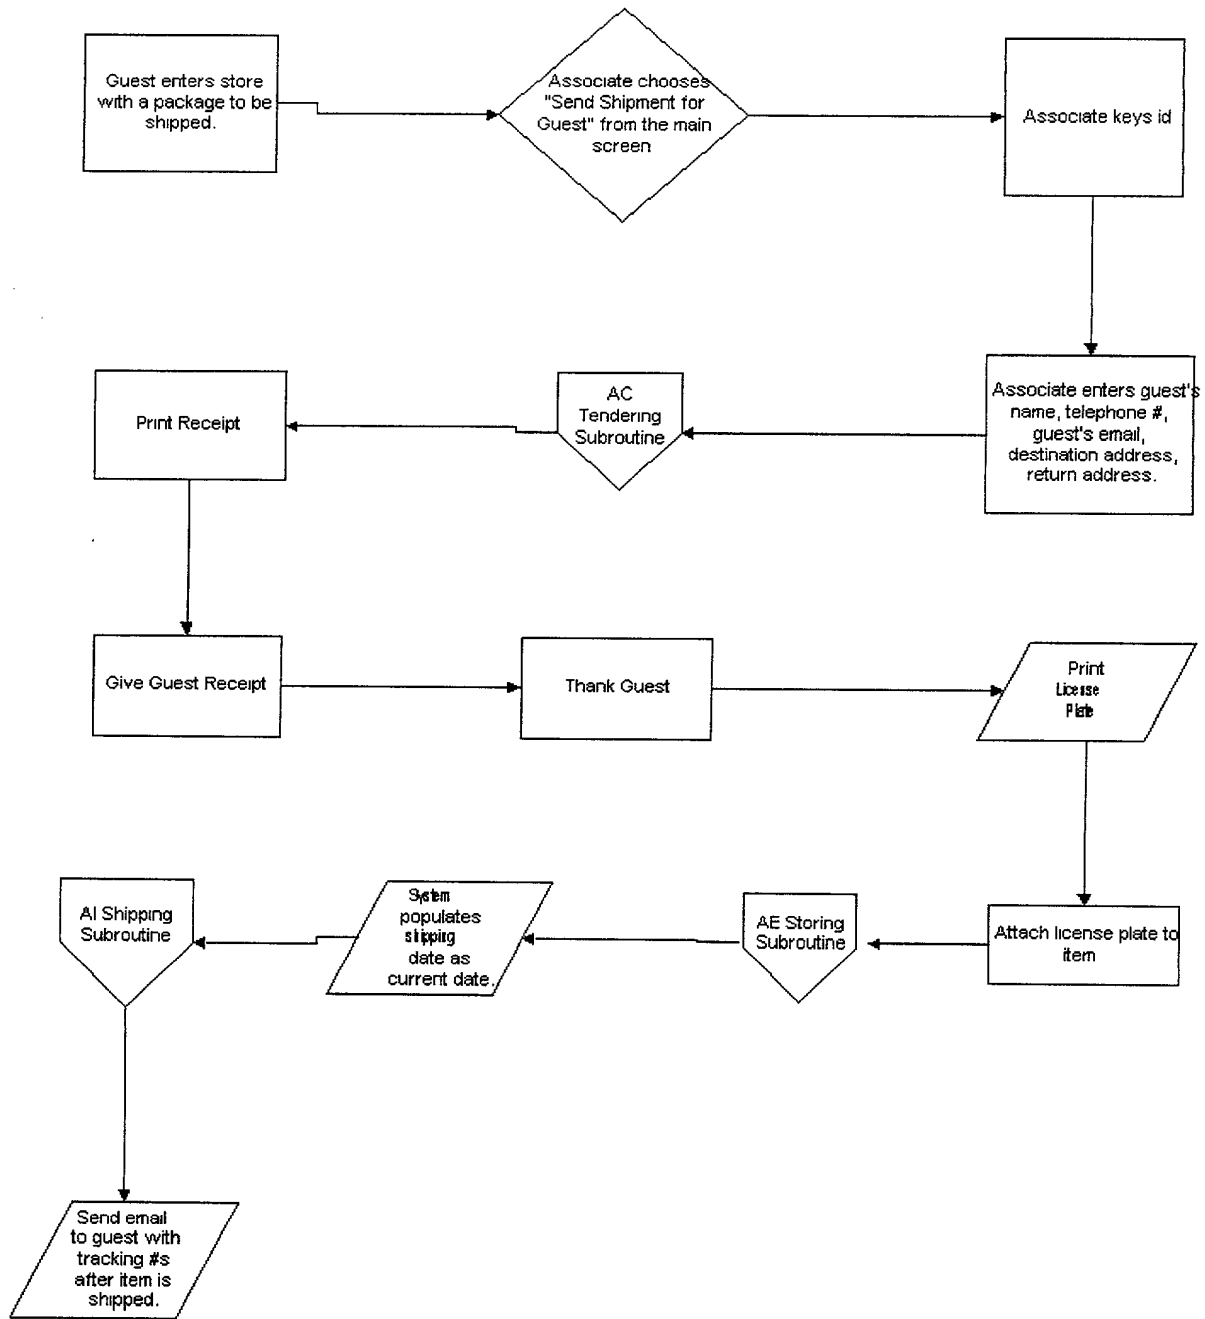 Guest enters store
with a package to be
shipped.
Associate chooses
"Send Shipment for
Guest" from the main
screen
Associate keys id
Associate enters guest's
name, telephone #,
guest's email,
destination address,
return address.
AC
Tendering
Subroutine
Print Receipt
Give Guest Receipt
Thank Guest
Print
License
Plate
Attach license plate to
item
AE Storing
Subroutine
System
populates
shipping
date as
current date.
AI Shipping
Subroutine
Send email
to guest with
tracking #s
after item is
shipped.